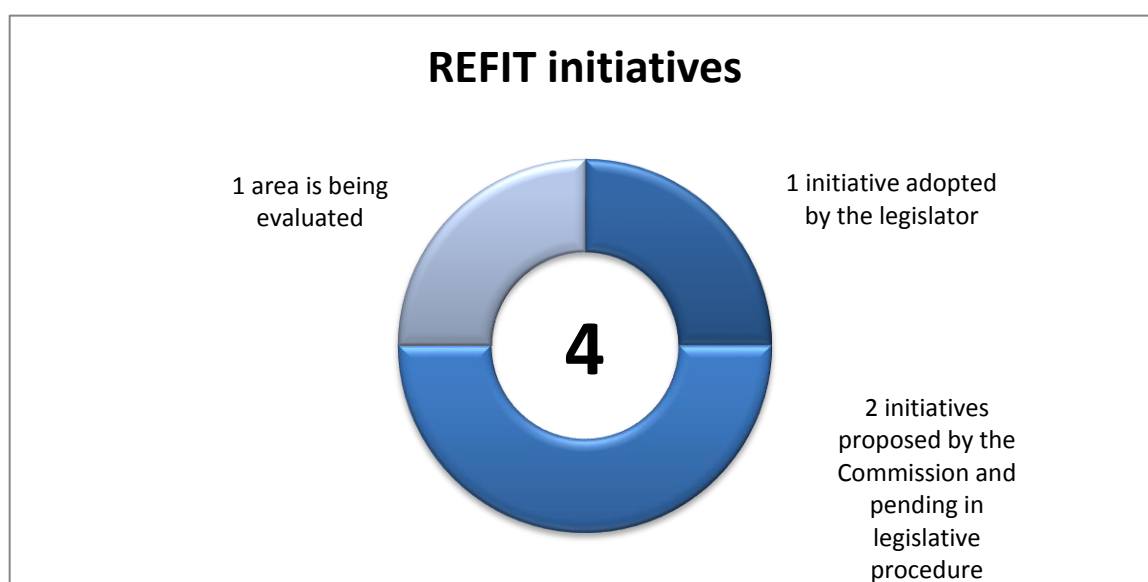 REFIT initiatives
1 area is being
evaluated
1 initiative adopted
by the legislator
4
2 initiatives
proposed by the
Commission and
pending in
legislative
procedure